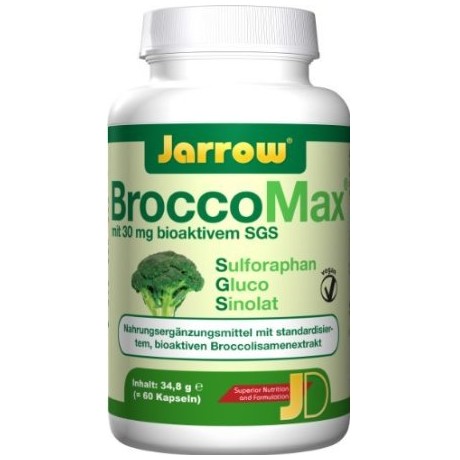 Jarrow®
BroccoMax®
mit 30 mg bioaktivem SGS
Sulforaphan
Gluco
Sinolat
vegan
Nahrungsergänzungsmittel mit standardisier-
tem, bioaktiven Broccolisamenextrakt
Inhalt: 34,8 g ℮
(= 60 Kapseln)
Superior Nutrition
and Formulation
JD